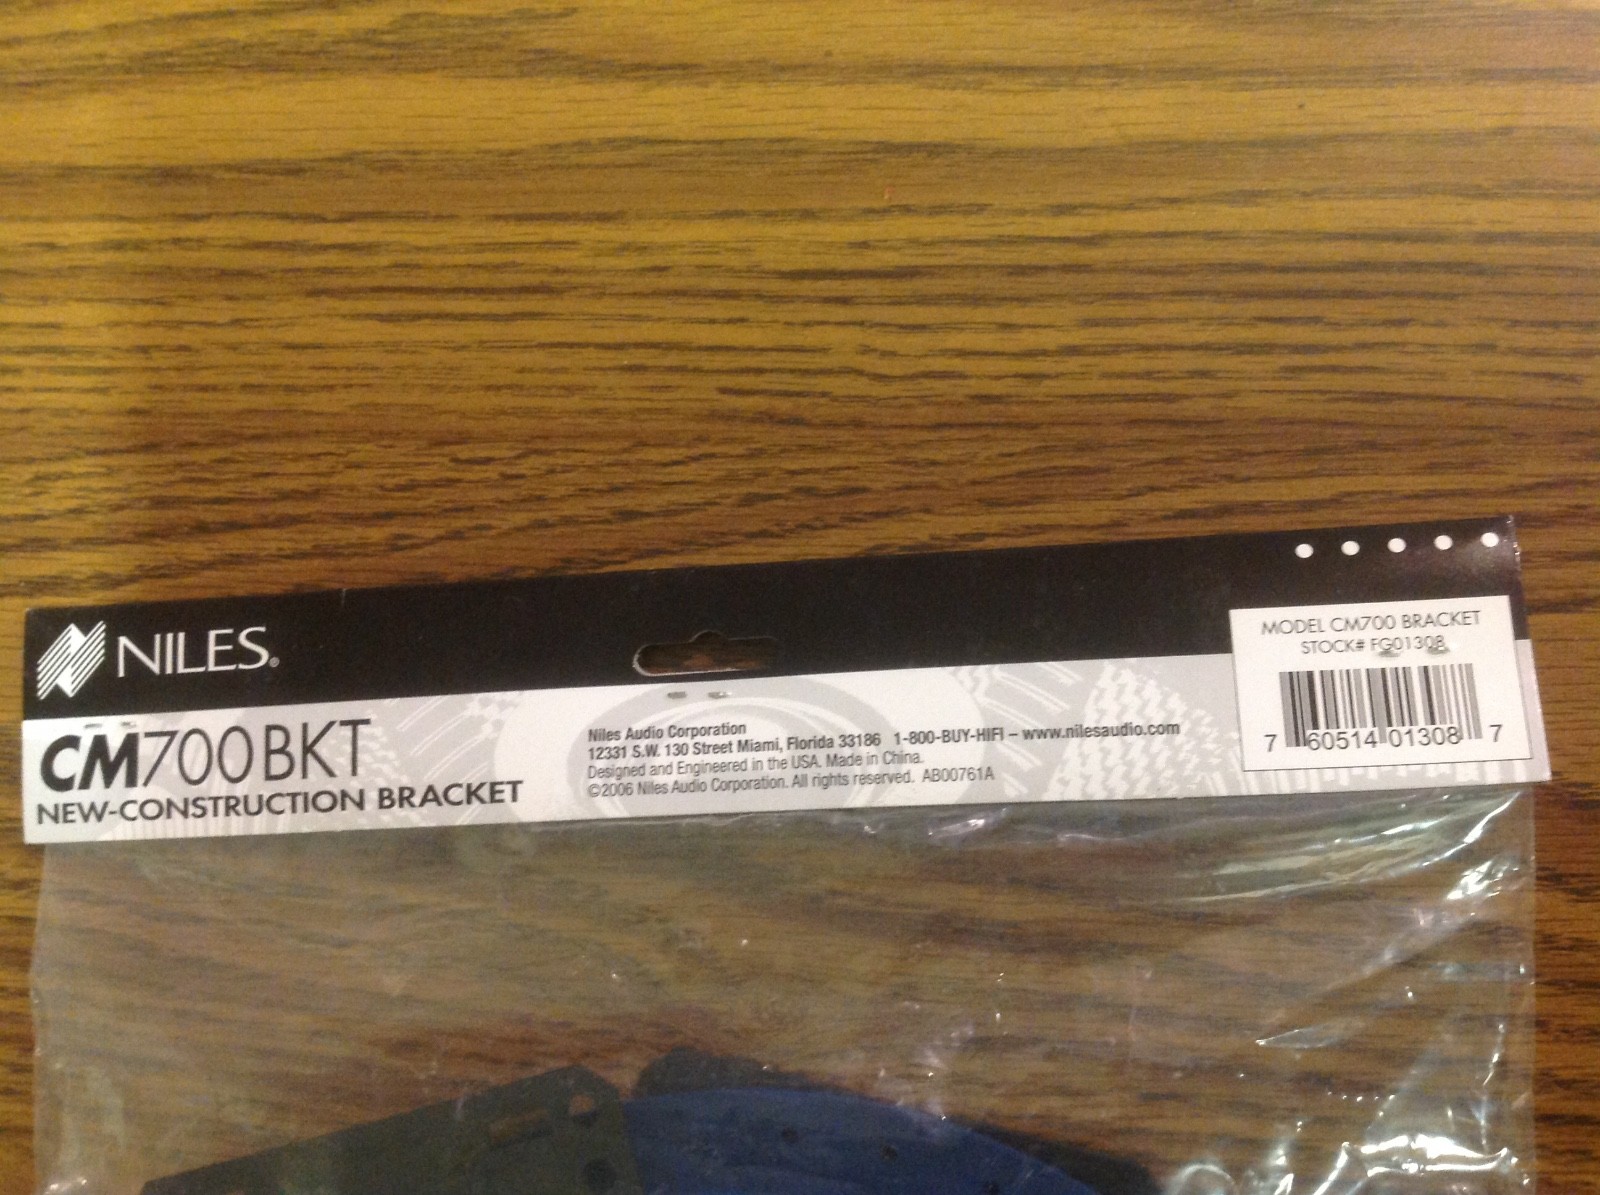 NILES®
CM700BKT
NEW-CONSTRUCTION BRACKET
Niles Audio Corporation
12331 S.W. 130 Street Miami, Florida 33186 1-800-BUY-HIFI – www.nilesaudio.com
Designed and Engineered in the USA. Made in China.
©2006 Niles Audio Corporation. All rights reserved. AB00761A
MODEL CM700 BRACKET
STOCK# FG01308
7 60514 01308 7